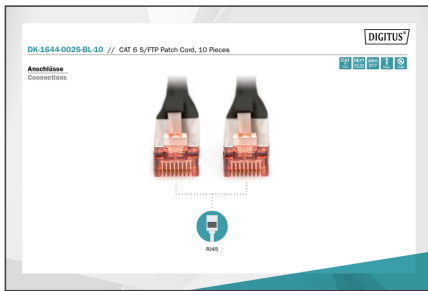 DIGITUS®
DK-1644-0025-BL-10 // CAT 6 S/FTP Patch Cord, 10 Pieces
Anschlüsse
Connections
RJ45